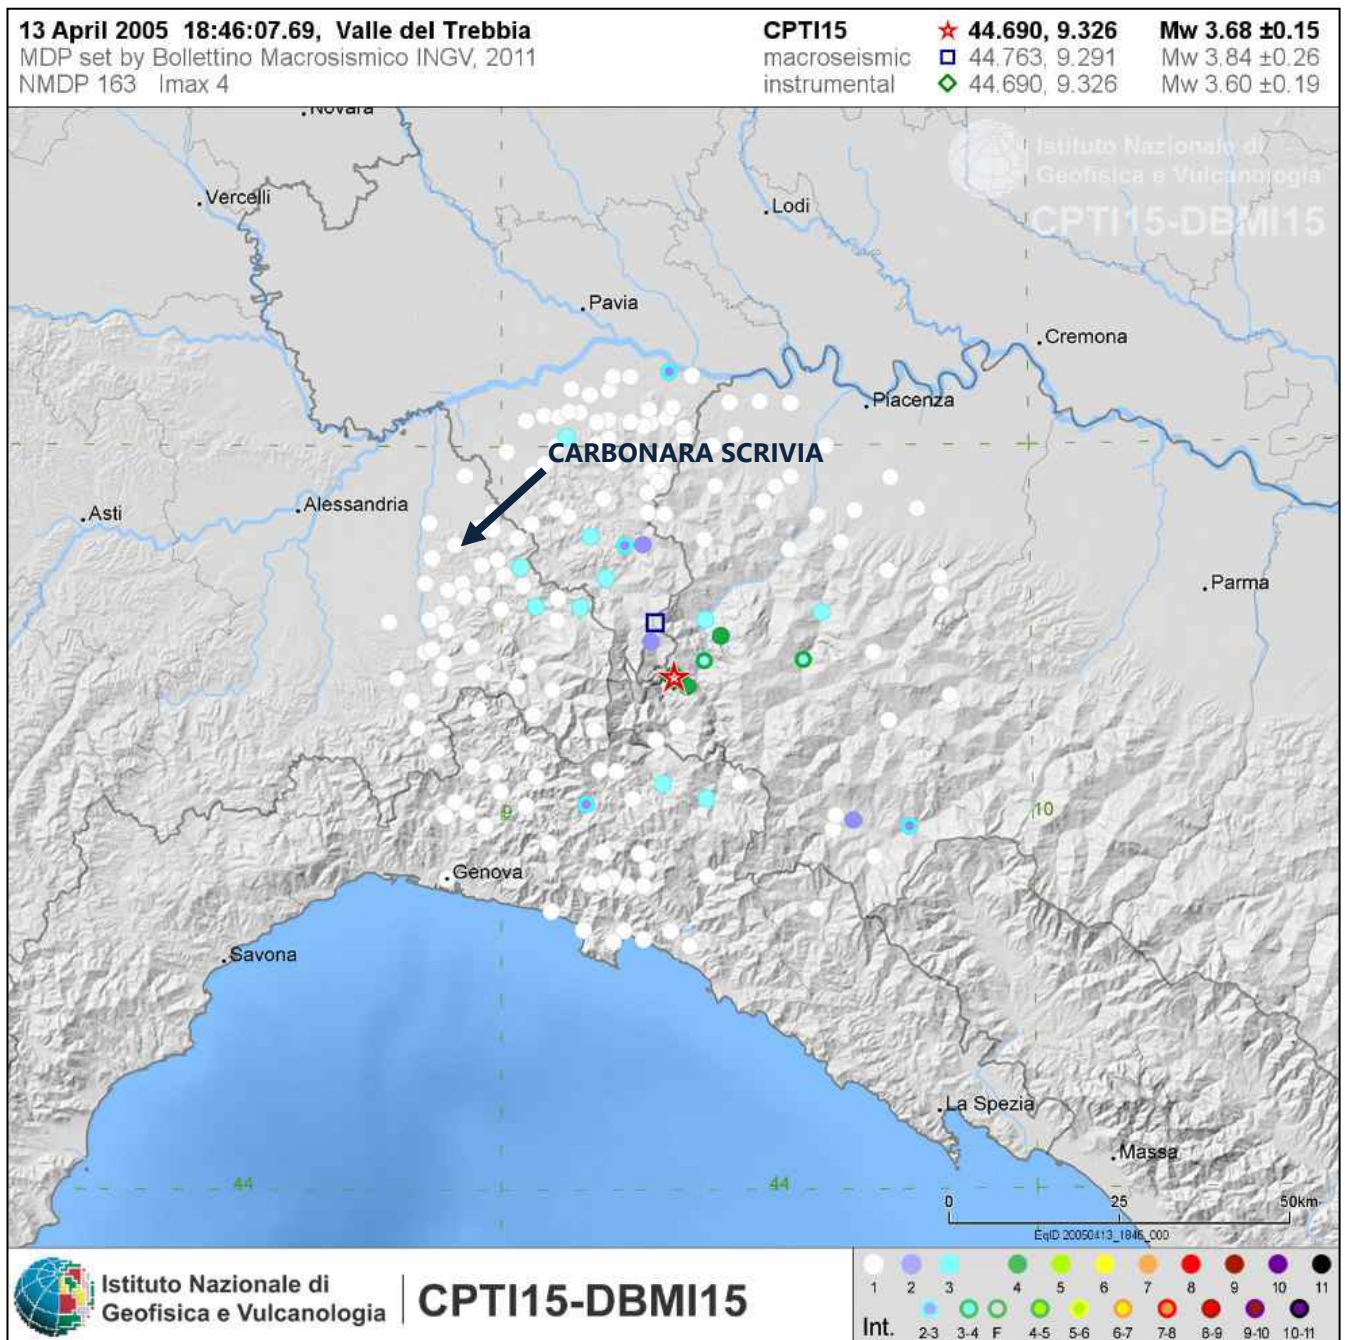 13 April 2005 18:46:07.69, Valle del Trebbia
MDP set by Bollettino Macrosismico INGV, 2011
NMDP 163 Imax 4
CPTI15 44.690, 9.326 Mw 3.68 ±0.15
macroseismic 44.763, 9.291 Mw 3.84 ±0.26
instrumental 44.690, 9.326 Mw 3.60 ±0.19
Novara
Istituto Nazionale di
Geofisica e Vulcanologia
CPTI15-DBMI15
Vercelli
Lodi
Pavia
Cremona
Piacenza
CARBONARA SCRIVIA
Alessandria
Asti
Parma
9
10
Genova
Savona
La Spezia
Massa
44
44
0 25 50km
EqID 20050413_1846_000
Istituto Nazionale di
Geofisica e Vulcanologia
CPTI15-DBMI15
1 2 3 4 5 6 7 8 9 10 11
Int. 2-3 3-4 F 4-5 5-6 6-7 7-8 8-9 9-10 10-11